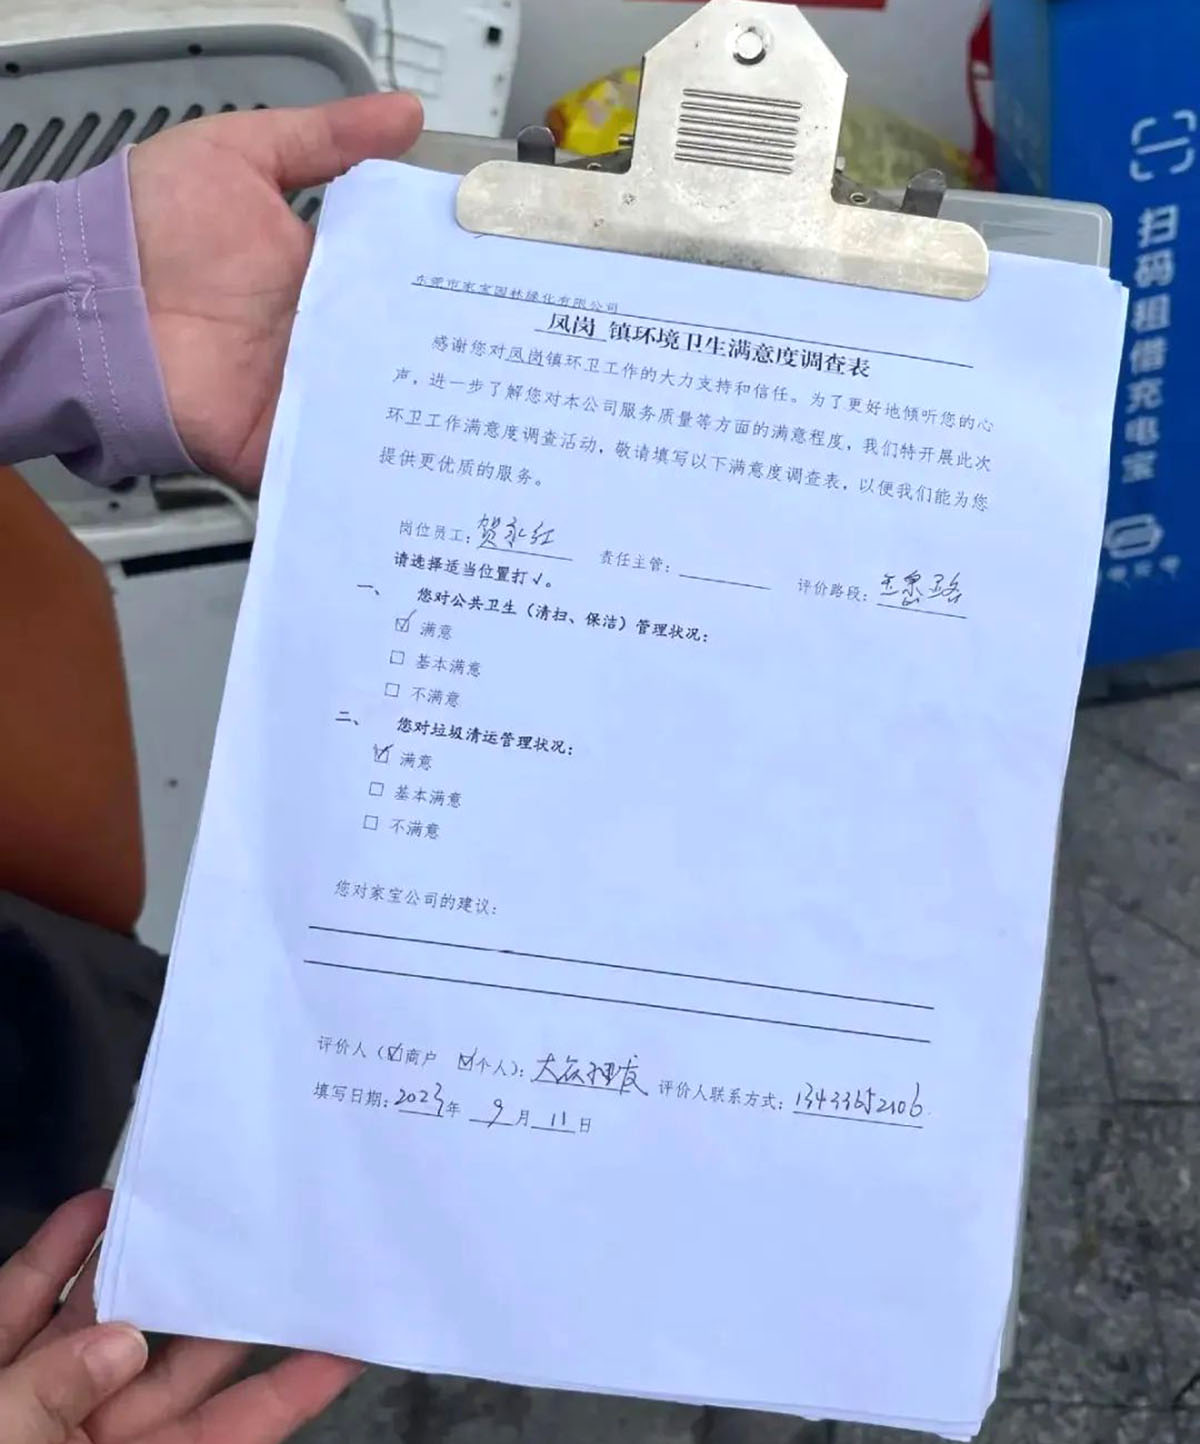 东莞市家宝园林绿化有限公司
凤岗 镇环境卫生满意度调查表
感谢您对凤岗镇环卫工作的大力支持和信任。为了更好地倾听您的心
声，进一步了解您对本公司服务质量等方面的满意程度，我们特开展此次
环卫工作满意度调查活动，敬请填写以下满意度调查表，以便我们能为您
提供更优质的服务。
岗位员工：贺永红 责任主管： 评价路段：
请选择适当位置打√。
一、 您对公共卫生（清扫、保洁）管理状况：
☑ 满意
□ 基本满意
□ 不满意
二、 您对垃圾清运管理状况：
☑ 满意
□ 基本满意
□ 不满意
您对家宝公司的建议：
评价人（☑商户 ☑个人）：大众理发 评价人联系方式：13433652106
填写日期：2023年 9月 11日
扫码租借充电宝